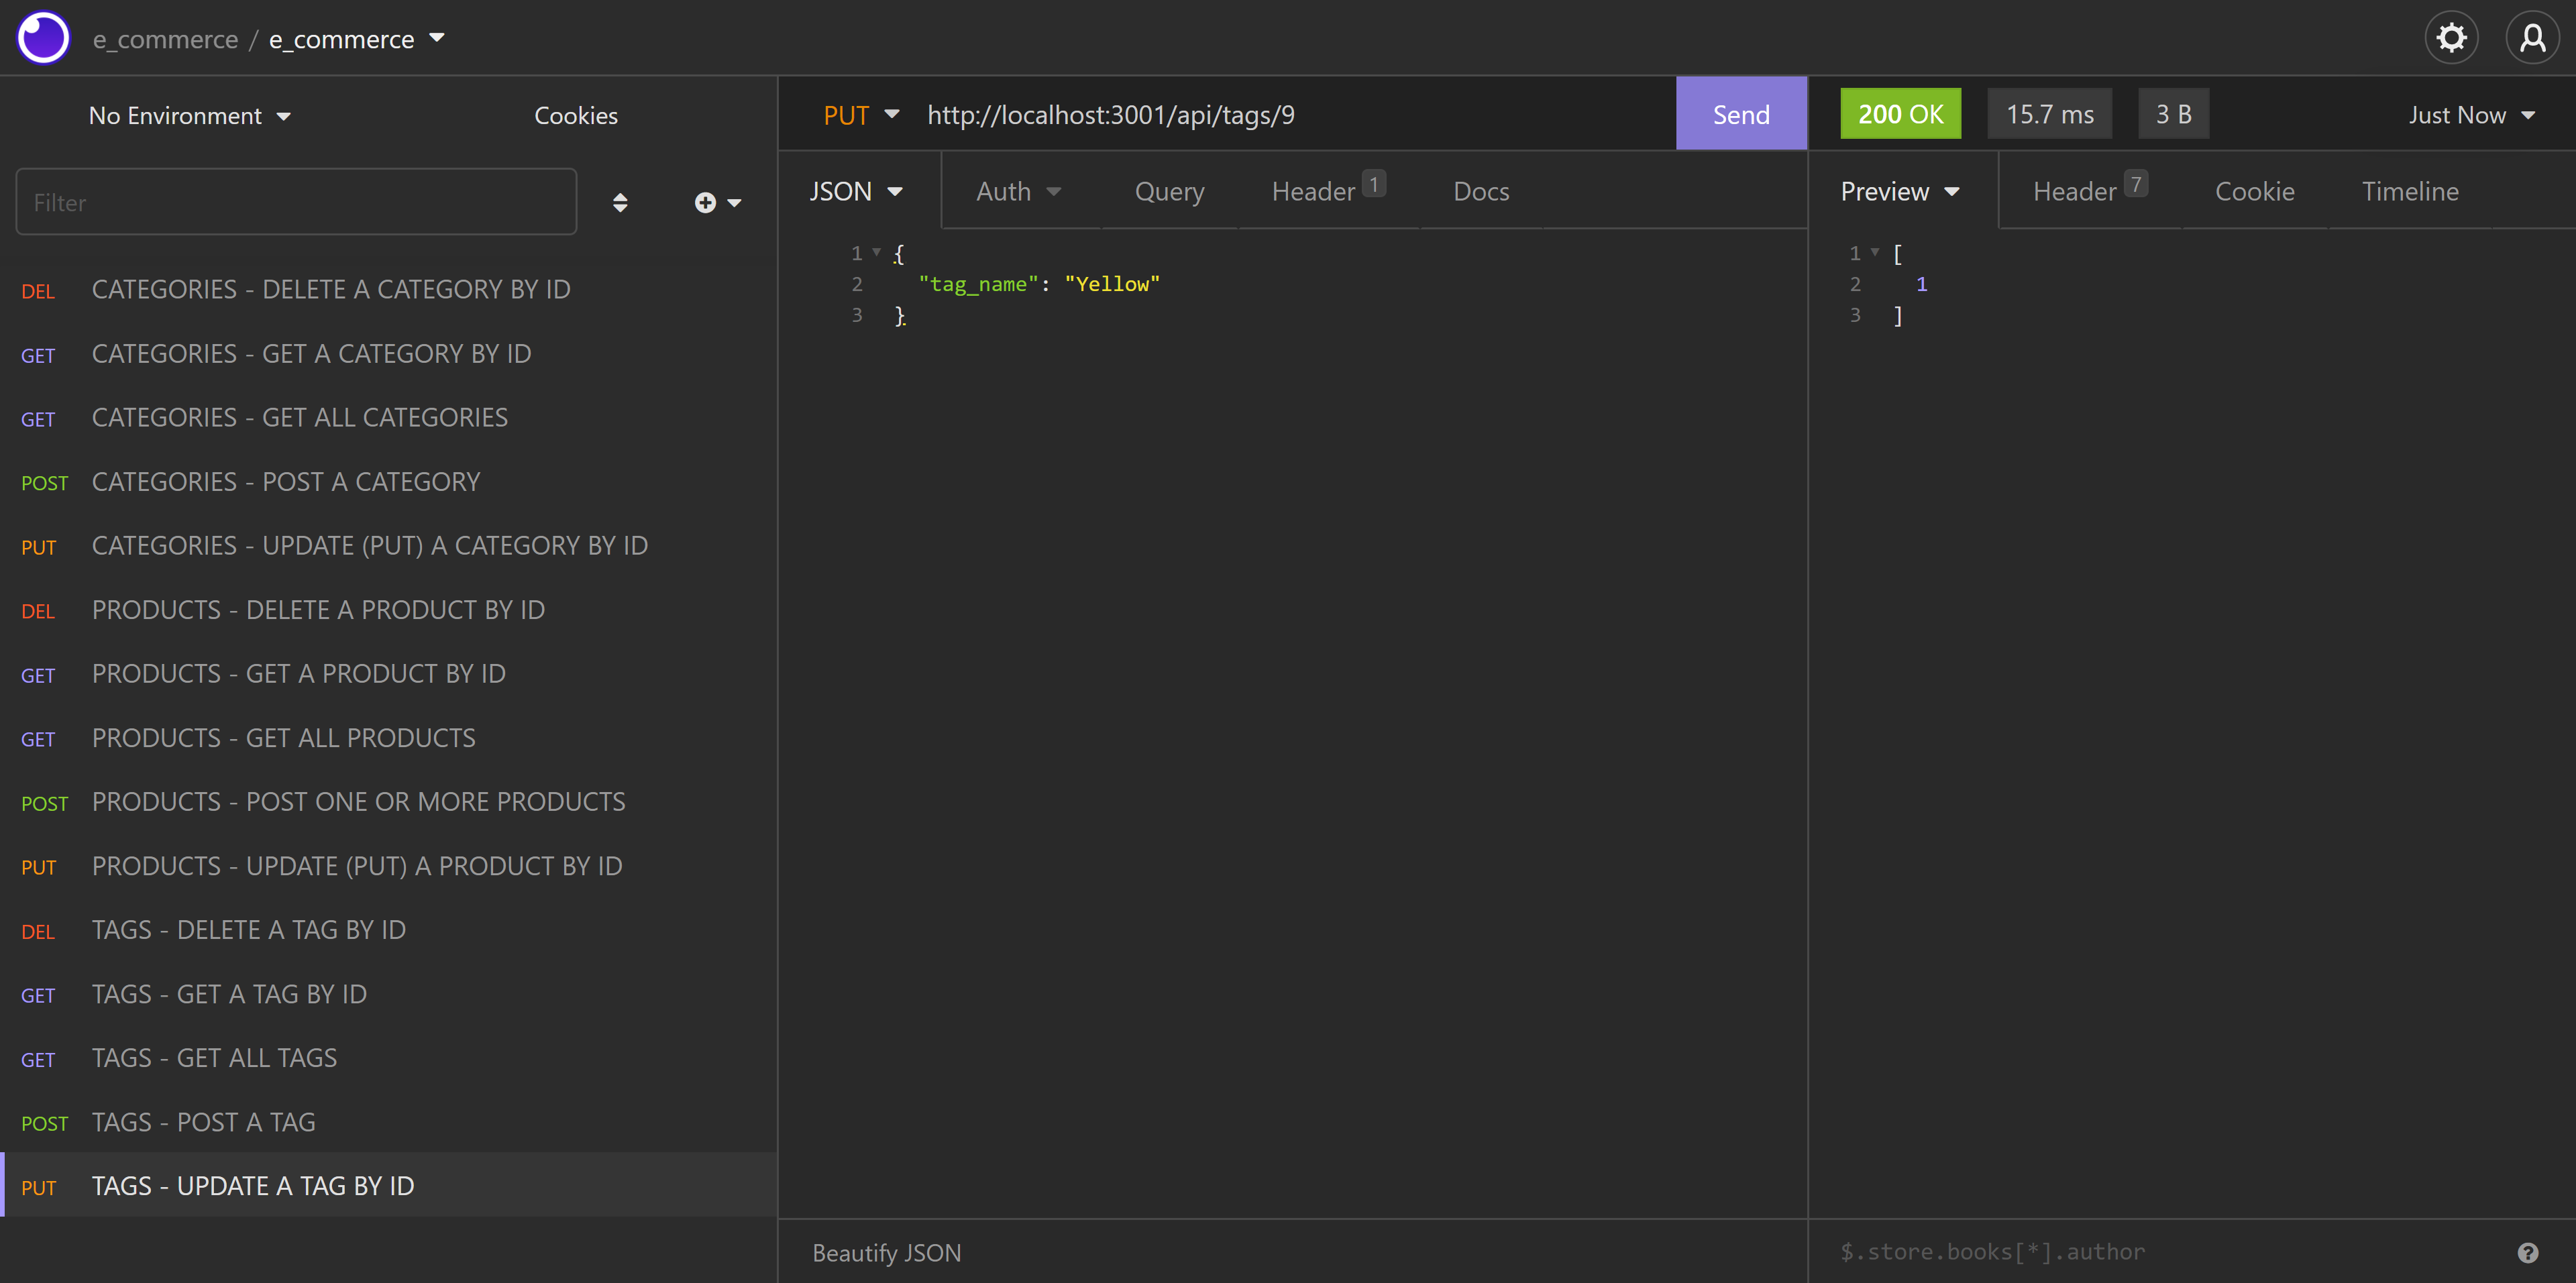 e_commerce / e_commerce
No Environment
Cookies
Filter
DEL CATEGORIES - DELETE A CATEGORY BY ID
GET CATEGORIES - GET A CATEGORY BY ID
GET CATEGORIES - GET ALL CATEGORIES
POST CATEGORIES - POST A CATEGORY
PUT CATEGORIES - UPDATE (PUT) A CATEGORY BY ID
DEL PRODUCTS - DELETE A PRODUCT BY ID
GET PRODUCTS - GET A PRODUCT BY ID
GET PRODUCTS - GET ALL PRODUCTS
POST PRODUCTS - POST ONE OR MORE PRODUCTS
PUT PRODUCTS - UPDATE (PUT) A PRODUCT BY ID
DEL TAGS - DELETE A TAG BY ID
GET TAGS - GET A TAG BY ID
GET TAGS - GET ALL TAGS
POST TAGS - POST A TAG
PUT TAGS - UPDATE A TAG BY ID
PUT http://localhost:3001/api/tags/9 Send
JSON Auth Query Header 1 Docs
1 {
2 "tag_name": "Yellow"
3 }
Beautify JSON
200 OK 15.7 ms 3 B Just Now
Preview Header 7 Cookie Timeline
1 [
2 1
3 ]
$.store.books[*].author